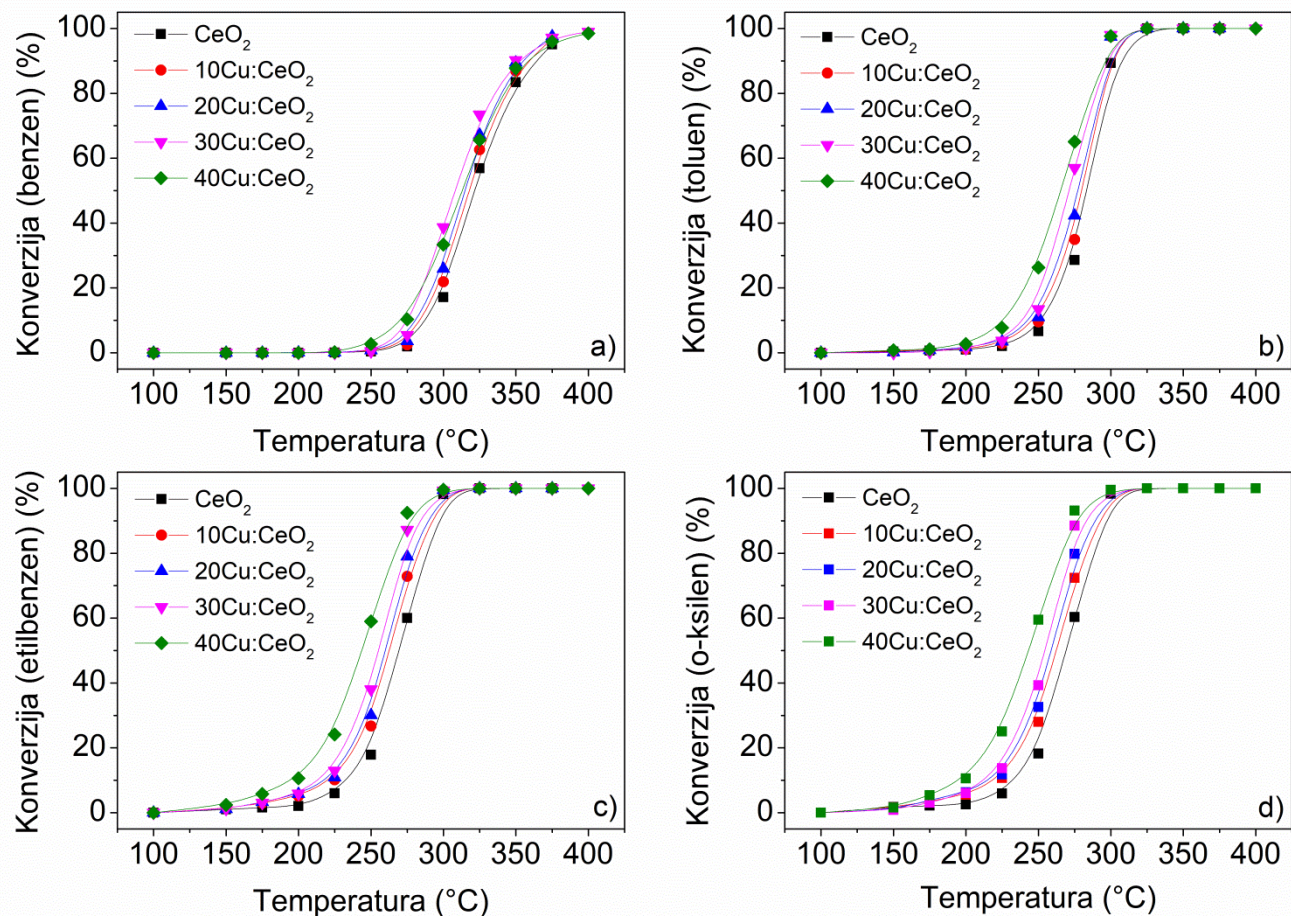 Konverzija (benzen) (%)
100
80
60
40
20
0
CeO₂
10Cu:CeO₂
20Cu:CeO₂
30Cu:CeO₂
40Cu:CeO₂
a)
100 150 200 250 300 350 400
Temperatura (°C)
Konverzija (toluen) (%)
100
80
60
40
20
0
CeO₂
10Cu:CeO₂
20Cu:CeO₂
30Cu:CeO₂
40Cu:CeO₂
b)
100 150 200 250 300 350 400
Temperatura (°C)
Konverzija (etilbenzen) (%)
100
80
60
40
20
0
CeO₂
10Cu:CeO₂
20Cu:CeO₂
30Cu:CeO₂
40Cu:CeO₂
c)
100 150 200 250 300 350 400
Temperatura (°C)
Konverzija (o-ksilen) (%)
100
80
60
40
20
0
CeO₂
10Cu:CeO₂
20Cu:CeO₂
30Cu:CeO₂
40Cu:CeO₂
d)
100 150 200 250 300 350 400
Temperatura (°C)